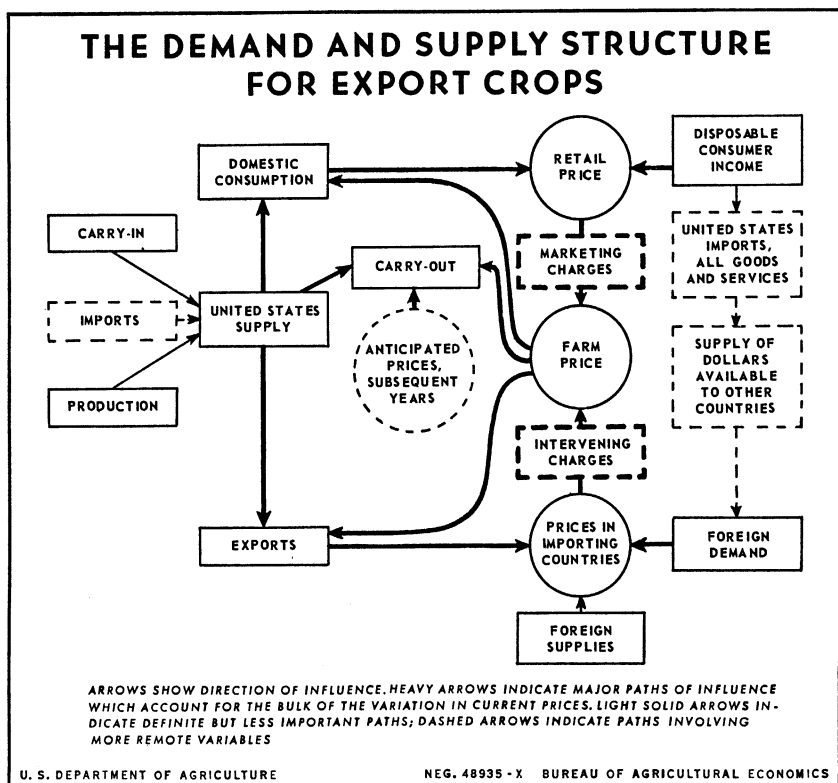 THE DEMAND AND SUPPLY STRUCTURE
FOR EXPORT CROPS
DOMESTIC
CONSUMPTION
RETAIL
PRICE
DISPOSABLE
CONSUMER
INCOME
CARRY-IN
CARRY-OUT
MARKETING
CHARGES
UNITED STATES
IMPORTS,
ALL GOODS
AND SERVICES
IMPORTS
UNITED STATES
SUPPLY
ANTICIPATED
PRICES,
SUBSEQUENT
YEARS
FARM
PRICE
SUPPLY OF
DOLLARS
AVAILABLE
TO OTHER
COUNTRIES
PRODUCTION
INTERVENING
CHARGES
EXPORTS
PRICES IN
IMPORTING
COUNTRIES
FOREIGN
DEMAND
FOREIGN
SUPPLIES
ARROWS SHOW DIRECTION OF INFLUENCE. HEAVY ARROWS INDICATE MAJOR PATHS OF INFLUENCE
WHICH ACCOUNT FOR THE BULK OF THE VARIATION IN CURRENT PRICES. LIGHT SOLID ARROWS IN-
DICATE DEFINITE BUT LESS IMPORTANT PATHS; DASHED ARROWS INDICATE PATHS INVOLVING
MORE REMOTE VARIABLES
U. S. DEPARTMENT OF AGRICULTURE
NEG. 48935 - X BUREAU OF AGRICULTURAL ECONOMICS